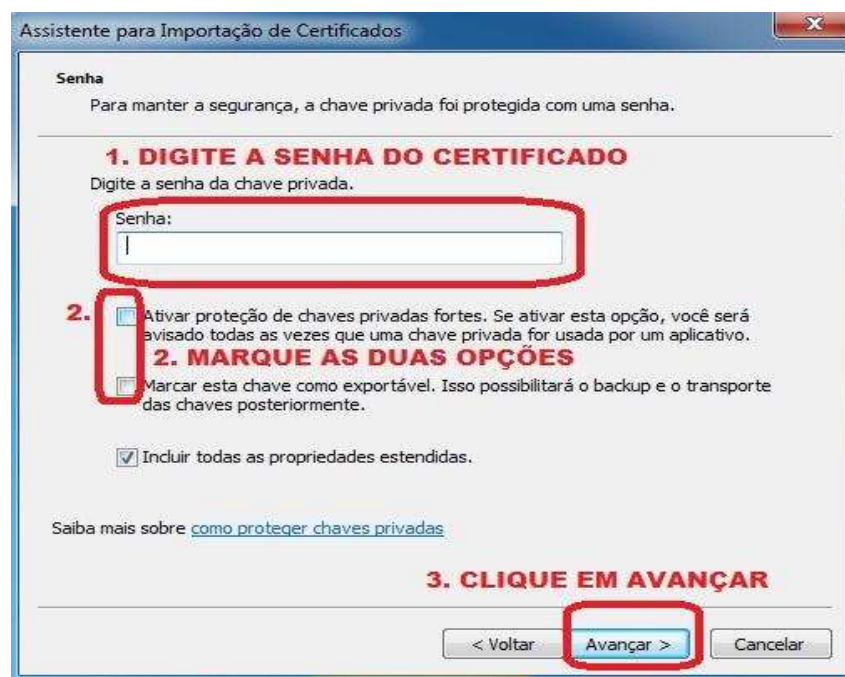 Assistente para Importação de Certificados
Senha
Para manter a segurança, a chave privada foi protegida com uma senha.
1. DIGITE A SENHA DO CERTIFICADO
Digite a senha da chave privada.
Senha:
2.
Ativar proteção de chaves privadas fortes. Se ativar esta opção, você será
avisado todas as vezes que uma chave privada for usada por um aplicativo.
2. MARQUE AS DUAS OPÇÕES
Marcar esta chave como exportável. Isso possibilitará o backup e o transporte
das chaves posteriormente.
Incluir todas as propriedades estendidas.
Saiba mais sobre como proteger chaves privadas
3. CLIQUE EM AVANÇAR
< Voltar Avançar > Cancelar